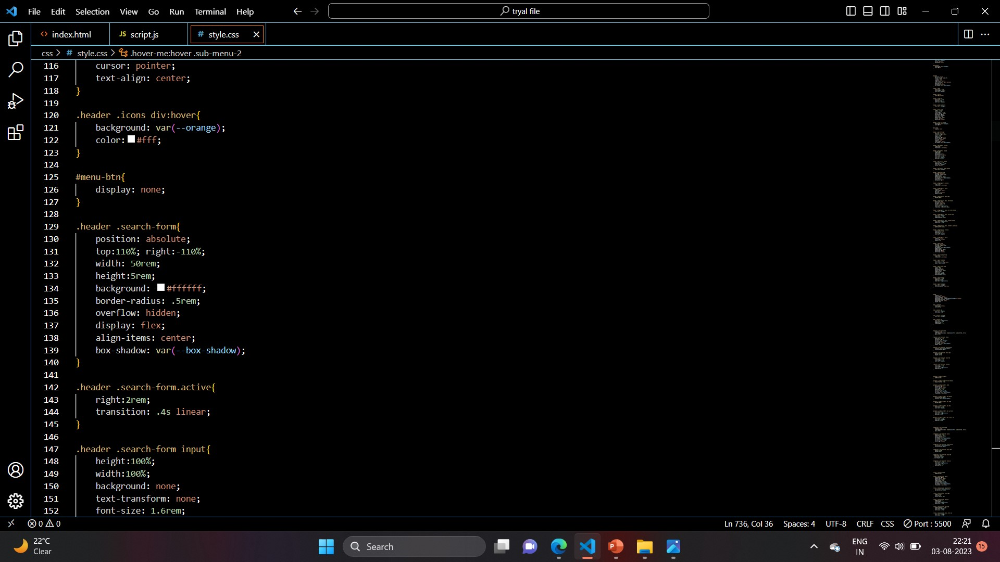 File Edit Selection View Go Run Terminal Help
tryal file
index.html
JS script.js
# style.css
css > # style.css > .hover-me:hover .sub-menu-2
116 cursor: pointer;
117 text-align: center;
118 }
119
120 .header .icons div:hover{
121 background: var(--orange);
122 color: #fff;
123 }
124
125 #menu-btn{
126 display: none;
127 }
128
129 .header .search-form{
130 position: absolute;
131 top:110%; right:-110%;
132 width: 50rem;
133 height:5rem;
134 background: #ffffff;
135 border-radius: .5rem;
136 overflow: hidden;
137 display: flex;
138 align-items: center;
139 box-shadow: var(--box-shadow);
140 }
141
142 .header .search-form.active{
143 right:2rem;
144 transition: .4s linear;
145 }
146
147 .header .search-form input{
148 height:100%;
149 width:100%;
150 background: none;
151 text-transform: none;
152 font-size: 1.6rem;
0 0 Ln 736, Col 36 Spaces: 4 UTF-8 CRLF CSS Port : 5500
22°C
Clear
Search
ENG
IN
22:21
03-08-2023
15